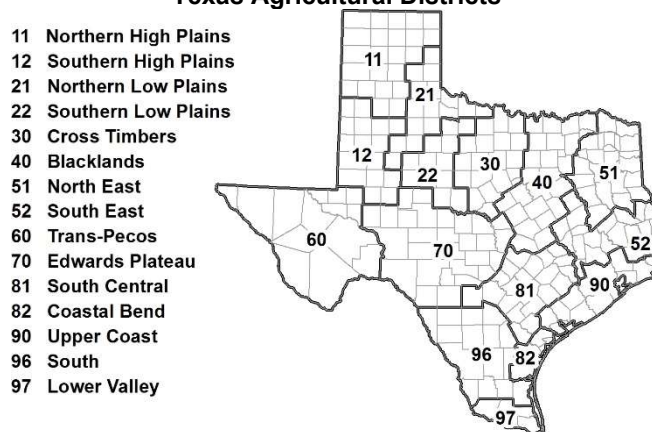 Texas Agricultural Districts
11 Northern High Plains
12 Southern High Plains
21 Northern Low Plains
22 Southern Low Plains
30 Cross Timbers
40 Blacklands
51 North East
52 South East
60 Trans-Pecos
70 Edwards Plateau
81 South Central
82 Coastal Bend
90 Upper Coast
96 South
97 Lower Valley
11
21
12
22
30
40
51
52
60
70
81
90
96
82
97